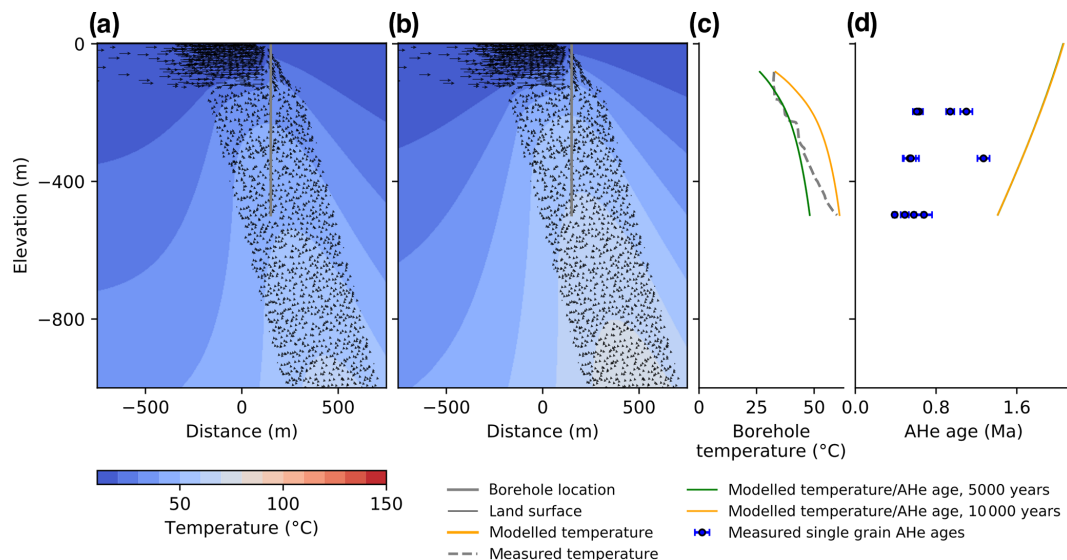 (a) (b) (c) (d)
0
−400
−800
Elevation (m)
−500 0 500
Distance (m)
−500 0 500
Distance (m)
0 25 50
Borehole
temperature (°C)
0.0 0.8 1.6
AHe age (Ma)
50 100 150
Temperature (°C)
Borehole location
Land surface
Modelled temperature
Measured temperature
Modelled temperature/AHe age, 5000 years
Modelled temperature/AHe age, 10 000 years
Measured single grain AHe ages